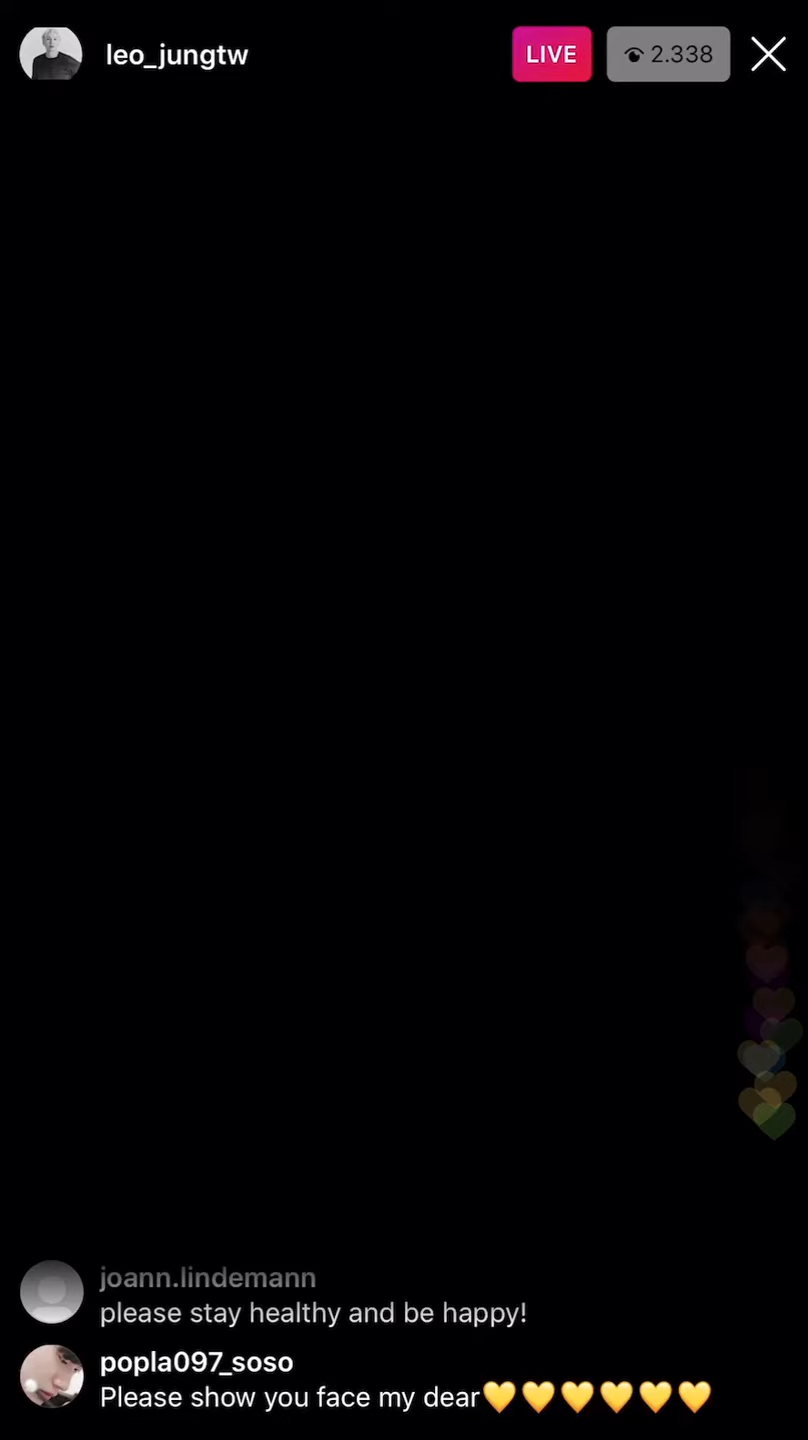 leo_jungtw LIVE 2.338
joann.lindemann
please stay healthy and be happy!
popla097_soso
Please show you face my dear💛💛💛💛💛💛